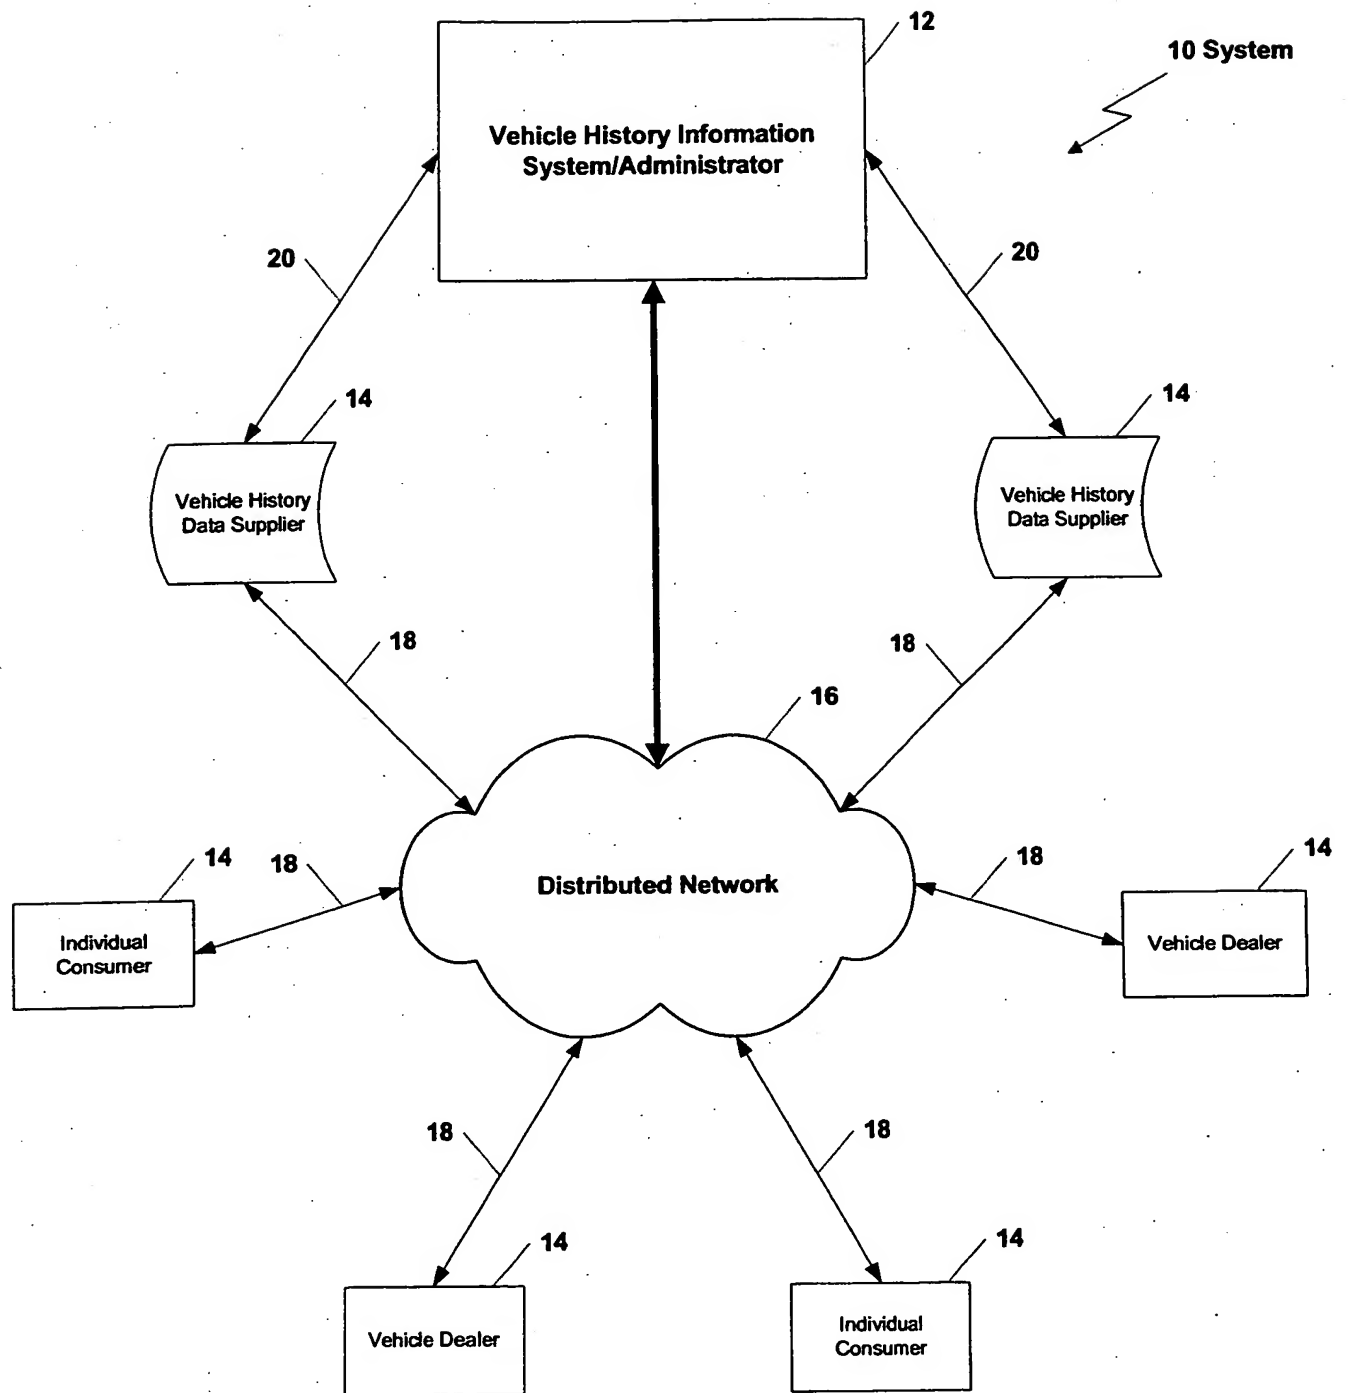 12
10 System
Vehicle History Information
System/Administrator
20
20
14
14
Vehicle History
Data Supplier
Vehicle History
Data Supplier
18
18
16
14
18
18
14
Distributed Network
Individual
Consumer
Vehicle Dealer
18
18
14
14
Vehicle Dealer
Individual
Consumer